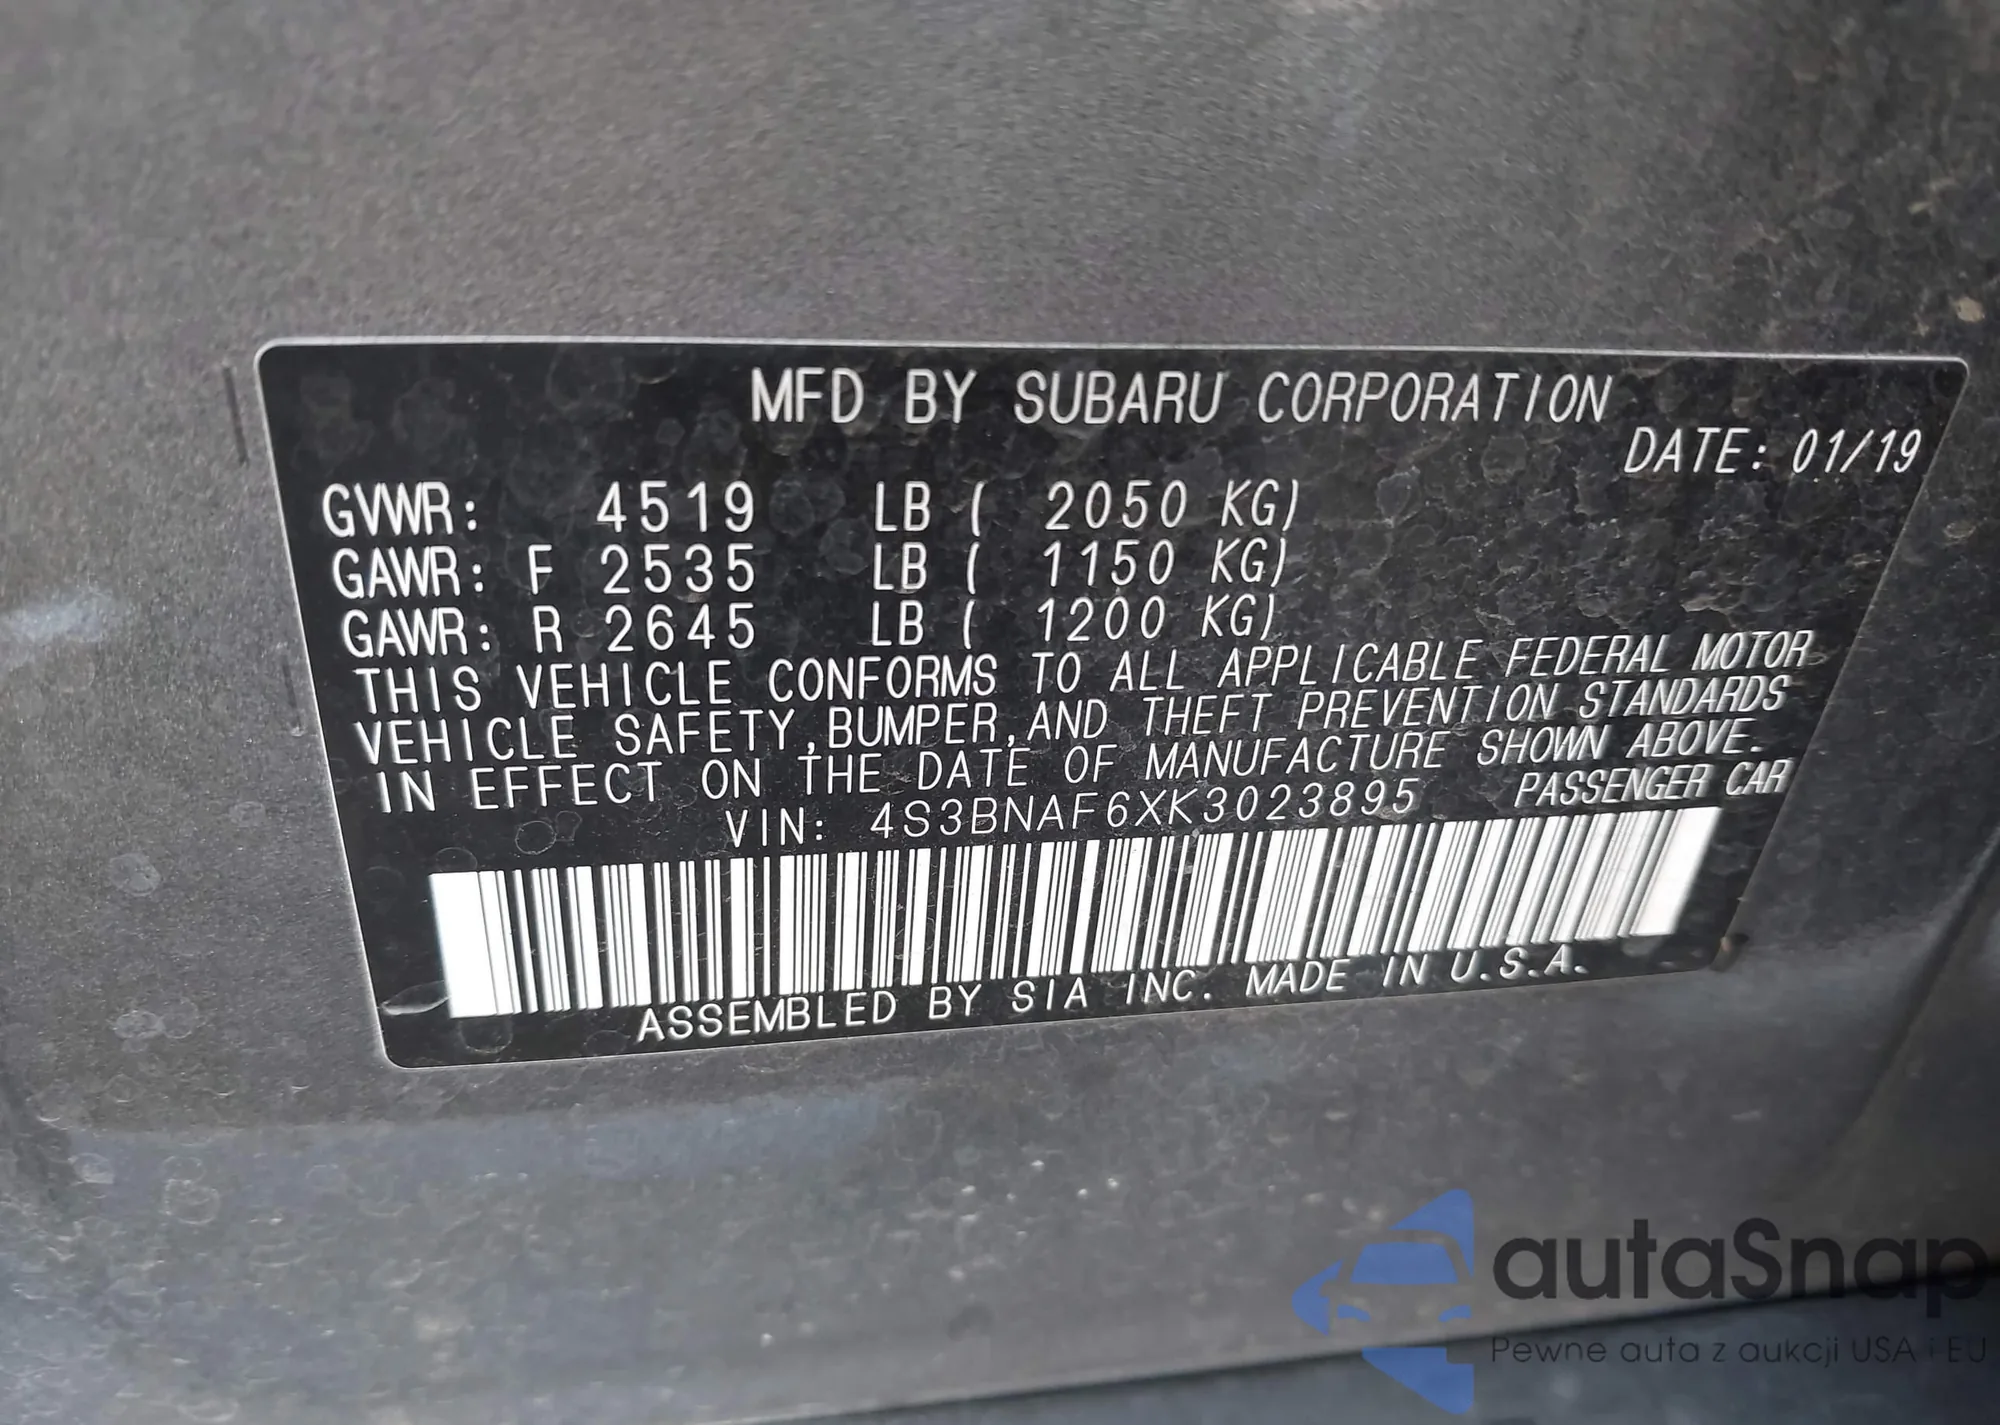 MFD BY SUBARU CORPORATION
DATE: 01/19
GVWR: 4519 LB ( 2050 KG)
GAWR: F 2535 LB ( 1150 KG)
GAWR: R 2645 LB ( 1200 KG)
THIS VEHICLE CONFORMS TO ALL APPLICABLE FEDERAL MOTOR
VEHICLE SAFETY,BUMPER,AND THEFT PREVENTION STANDARDS
IN EFFECT ON THE DATE OF MANUFACTURE SHOWN ABOVE.
VIN: 4S3BNAF6XK3023895 PASSENGER CAR
ASSEMBLED BY SIA INC. MADE IN U.S.A.
autaSnap
Pewne auta z aukcji USA i EU